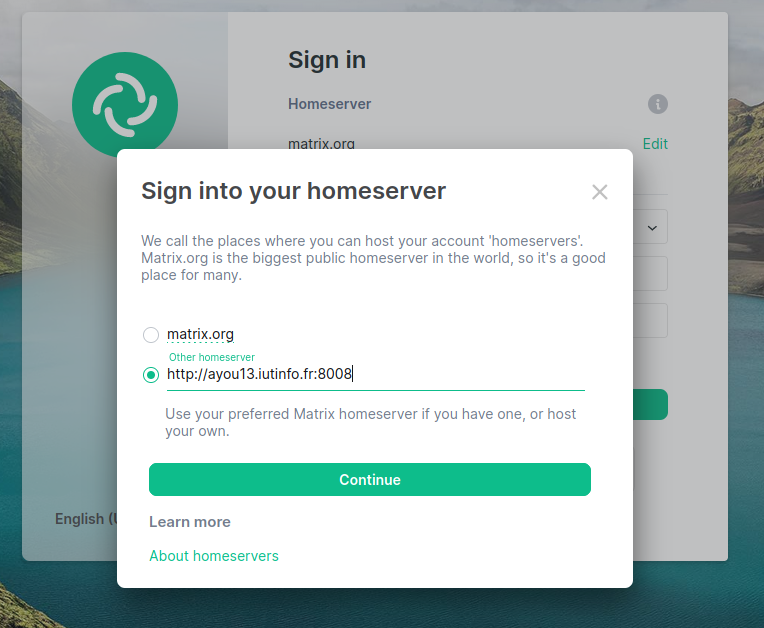 Sign in
Homeserver
matrix.org
Edit
Sign into your homeserver
We call the places where you can host your account 'homeservers'.
Matrix.org is the biggest public homeserver in the world, so it's a good
place for many.
matrix.org
Other homeserver
http://ayou13.iutinfo.fr:8008
Use your preferred Matrix homeserver if you have one, or host
your own.
Continue
Learn more
About homeservers
English (U